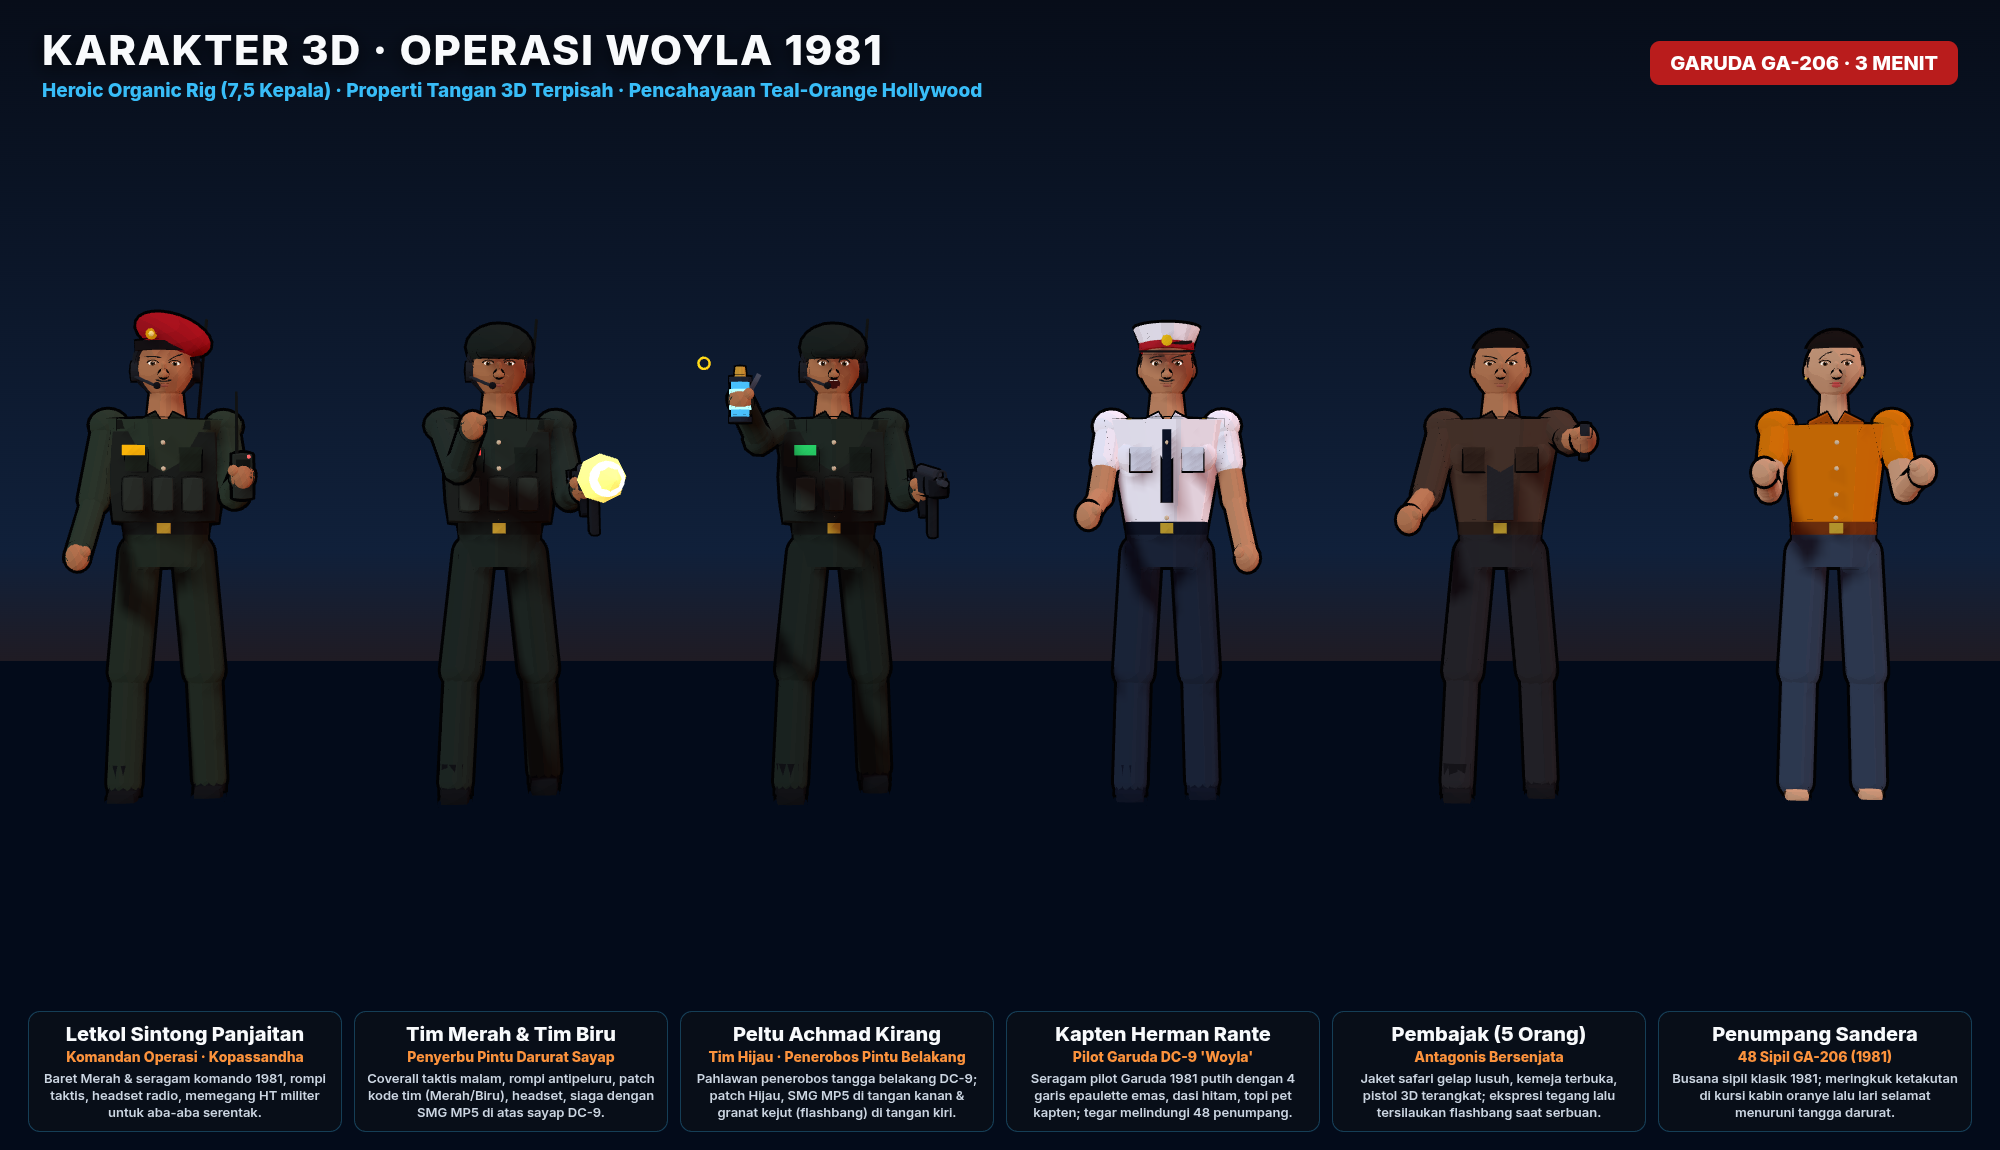 KARAKTER 3D · OPERASI WOYLA 1981
Heroic Organic Rig (7,5 Kepala) · Properti Tangan 3D Terpisah · Pencahayaan Teal-Orange Hollywood
GARUDA GA-206 · 3 MENIT
Letkol Sintong Panjaitan
Komandan Operasi · Kopassandha
Baret Merah & seragam komando 1981, rompi
taktis, headset radio, memegang HT militer
untuk aba-aba serentak.
Tim Merah & Tim Biru
Penyerbu Pintu Darurat Sayap
Coverall taktis malam, rompi antipeluru, patch
kode tim (Merah/Biru), headset, siaga dengan
SMG MP5 di atas sayap DC-9.
Peltu Achmad Kirang
Tim Hijau · Penerobos Pintu Belakang
Pahlawan penerobos tangga belakang DC-9;
patch Hijau, SMG MP5 di tangan kanan &
granat kejut (flashbang) di tangan kiri.
Kapten Herman Rante
Pilot Garuda DC-9 'Woyla'
Seragam pilot Garuda 1981 putih dengan 4
garis epaulette emas, dasi hitam, topi pet
kapten; tegar melindungi 48 penumpang.
Pembajak (5 Orang)
Antagonis Bersenjata
Jaket safari gelap lusuh, kemeja terbuka,
pistol 3D terangkat; ekspresi tegang lalu
tersilaukan flashbang saat serbuan.
Penumpang Sandera
48 Sipil GA-206 (1981)
Busana sipil klasik 1981; meringkuk ketakutan
di kursi kabin oranye lalu lari selamat
menuruni tangga darurat.